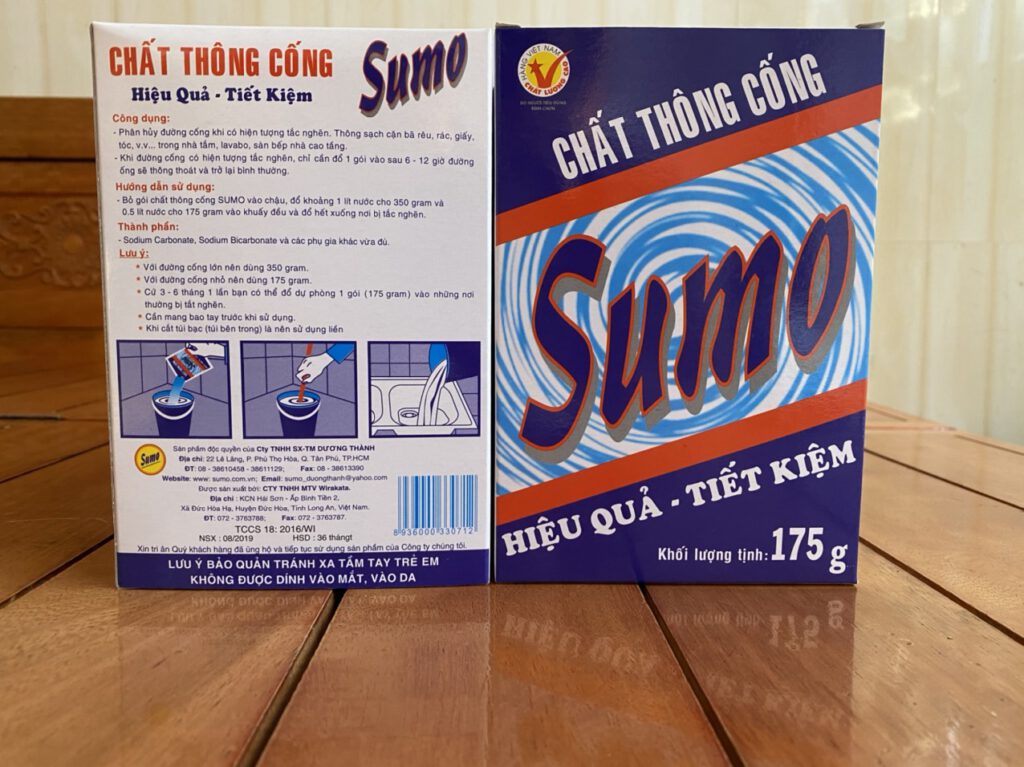 CHẤT THÔNG CỐNG
Sumo
Hiệu Quả - Tiết Kiệm
Công dụng:
- Phân hủy đường cống khi có hiện tượng tắc nghẽn. Thông sạch cặn bã rêu, rác, giấy,
tóc, v.v... trong nhà tắm, lavabo, sàn bếp nhà cao tầng.
- Khi đường cống có hiện tượng tắc nghẽn, chỉ cần đổ 1 gói vào sau 6 - 12 giờ đường
ống sẽ thông thoát và trở lại bình thường.
Hướng dẫn sử dụng:
- Bỏ gói chất thông cống SUMO vào chậu, đổ khoảng 1 lít nước cho 350 gram và
0.5 lít nước cho 175 gram vào khuấy đều và đổ hết xuống nơi bị tắc nghẽn.
Thành phần:
- Sodium Carbonate, Sodium Bicarbonate và các phụ gia khác vừa đủ.
Lưu ý:
* Với đường cống lớn nên dùng 350 gram.
* Với đường cống nhỏ nên dùng 175 gram.
* Cứ 3 - 6 tháng 1 lần bạn có thể đổ dự phòng 1 gói (175 gram) vào những nơi
thường bị tắt nghẽn.
* Cần mang bao tay trước khi sử dụng.
* Khi cắt túi bạc (túi bên trong) là nên sử dụng liền
Sumo
Sản phẩm độc quyền của Cty TNHH SX-TM DƯƠNG THÀNH
Địa chỉ: 22 Lê Lăng, P. Phú Thọ Hòa, Q. Tân Phú, TP.HCM
ĐT: 08 - 38610458 - 38611129; Fax: 08 - 38613390
Website: www.sumo.com.vn; Email: sumo_duongthanh@yahoo.com
Được sản xuất bởi: CTY TNHH MTV Wirakata.
Địa chỉ : KCN Hải Sơn - Ấp Bình Tiền 2,
Xã Đức Hòa Hạ, Huyện Đức Hòa, Tỉnh Long An, Việt Nam.
ĐT: 072 - 3763788; Fax: 072 - 3763787.
TCCS 18: 2016/WI
NSX : 08/2019 HSD : 36 thángt
8 936000 330712
Xin tri ân Quý khách hàng đã ủng hộ và tiếp tục sử dụng sản phẩm của Công ty chúng tôi.
LƯU Ý BẢO QUẢN TRÁNH XA TẦM TAY TRẺ EM
KHÔNG ĐƯỢC DÍNH VÀO MẮT, VÀO DA
HÀNG VIỆT NAM
CHẤT LƯỢNG CAO
DO NGƯỜI TIÊU DÙNG
BÌNH CHỌN
CHẤT THÔNG CỐNG
Sumo
HIỆU QUẢ - TIẾT KIỆM
Khối lượng tịnh: 175 g